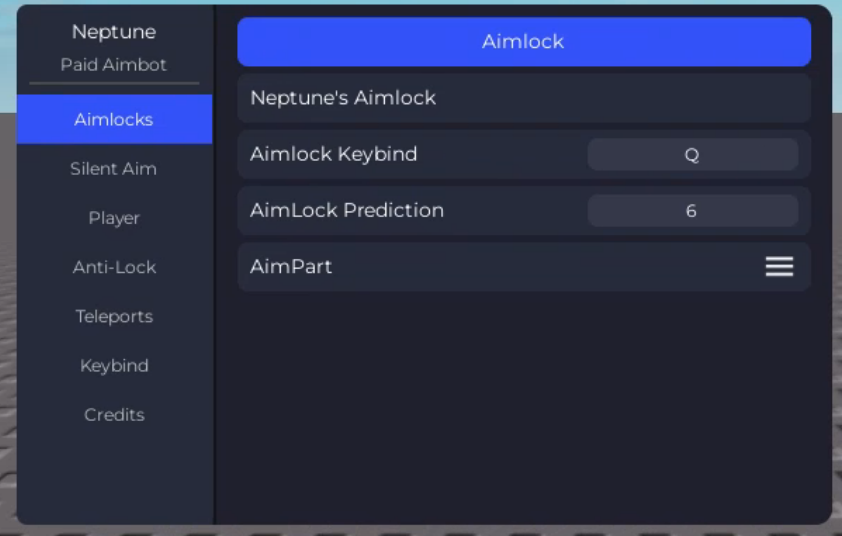 Neptune
Paid Aimbot
Aimlocks
Silent Aim
Player
Anti-Lock
Teleports
Keybind
Credits
Aimlock
Neptune's Aimlock
Aimlock Keybind Q
AimLock Prediction 6
AimPart